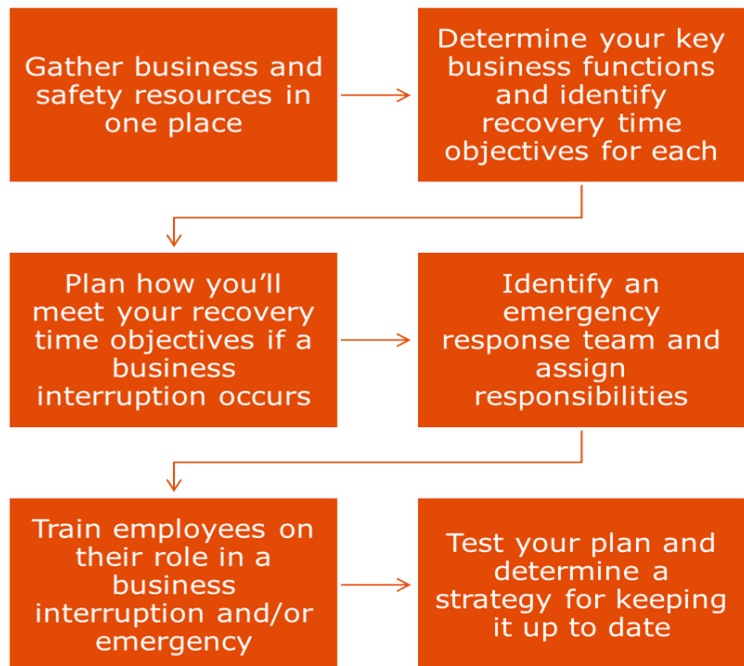 Gather business and
safety resources in
one place
Determine your key
business functions
and identify
recovery time
objectives for each
Plan how you'll
meet your recovery
time objectives if a
business
interruption occurs
Identify an
emergency
response team and
assign
responsibilities
Train employees on
their role in a
business
interruption and/or
emergency
Test your plan and
determine a
strategy for keeping
it up to date